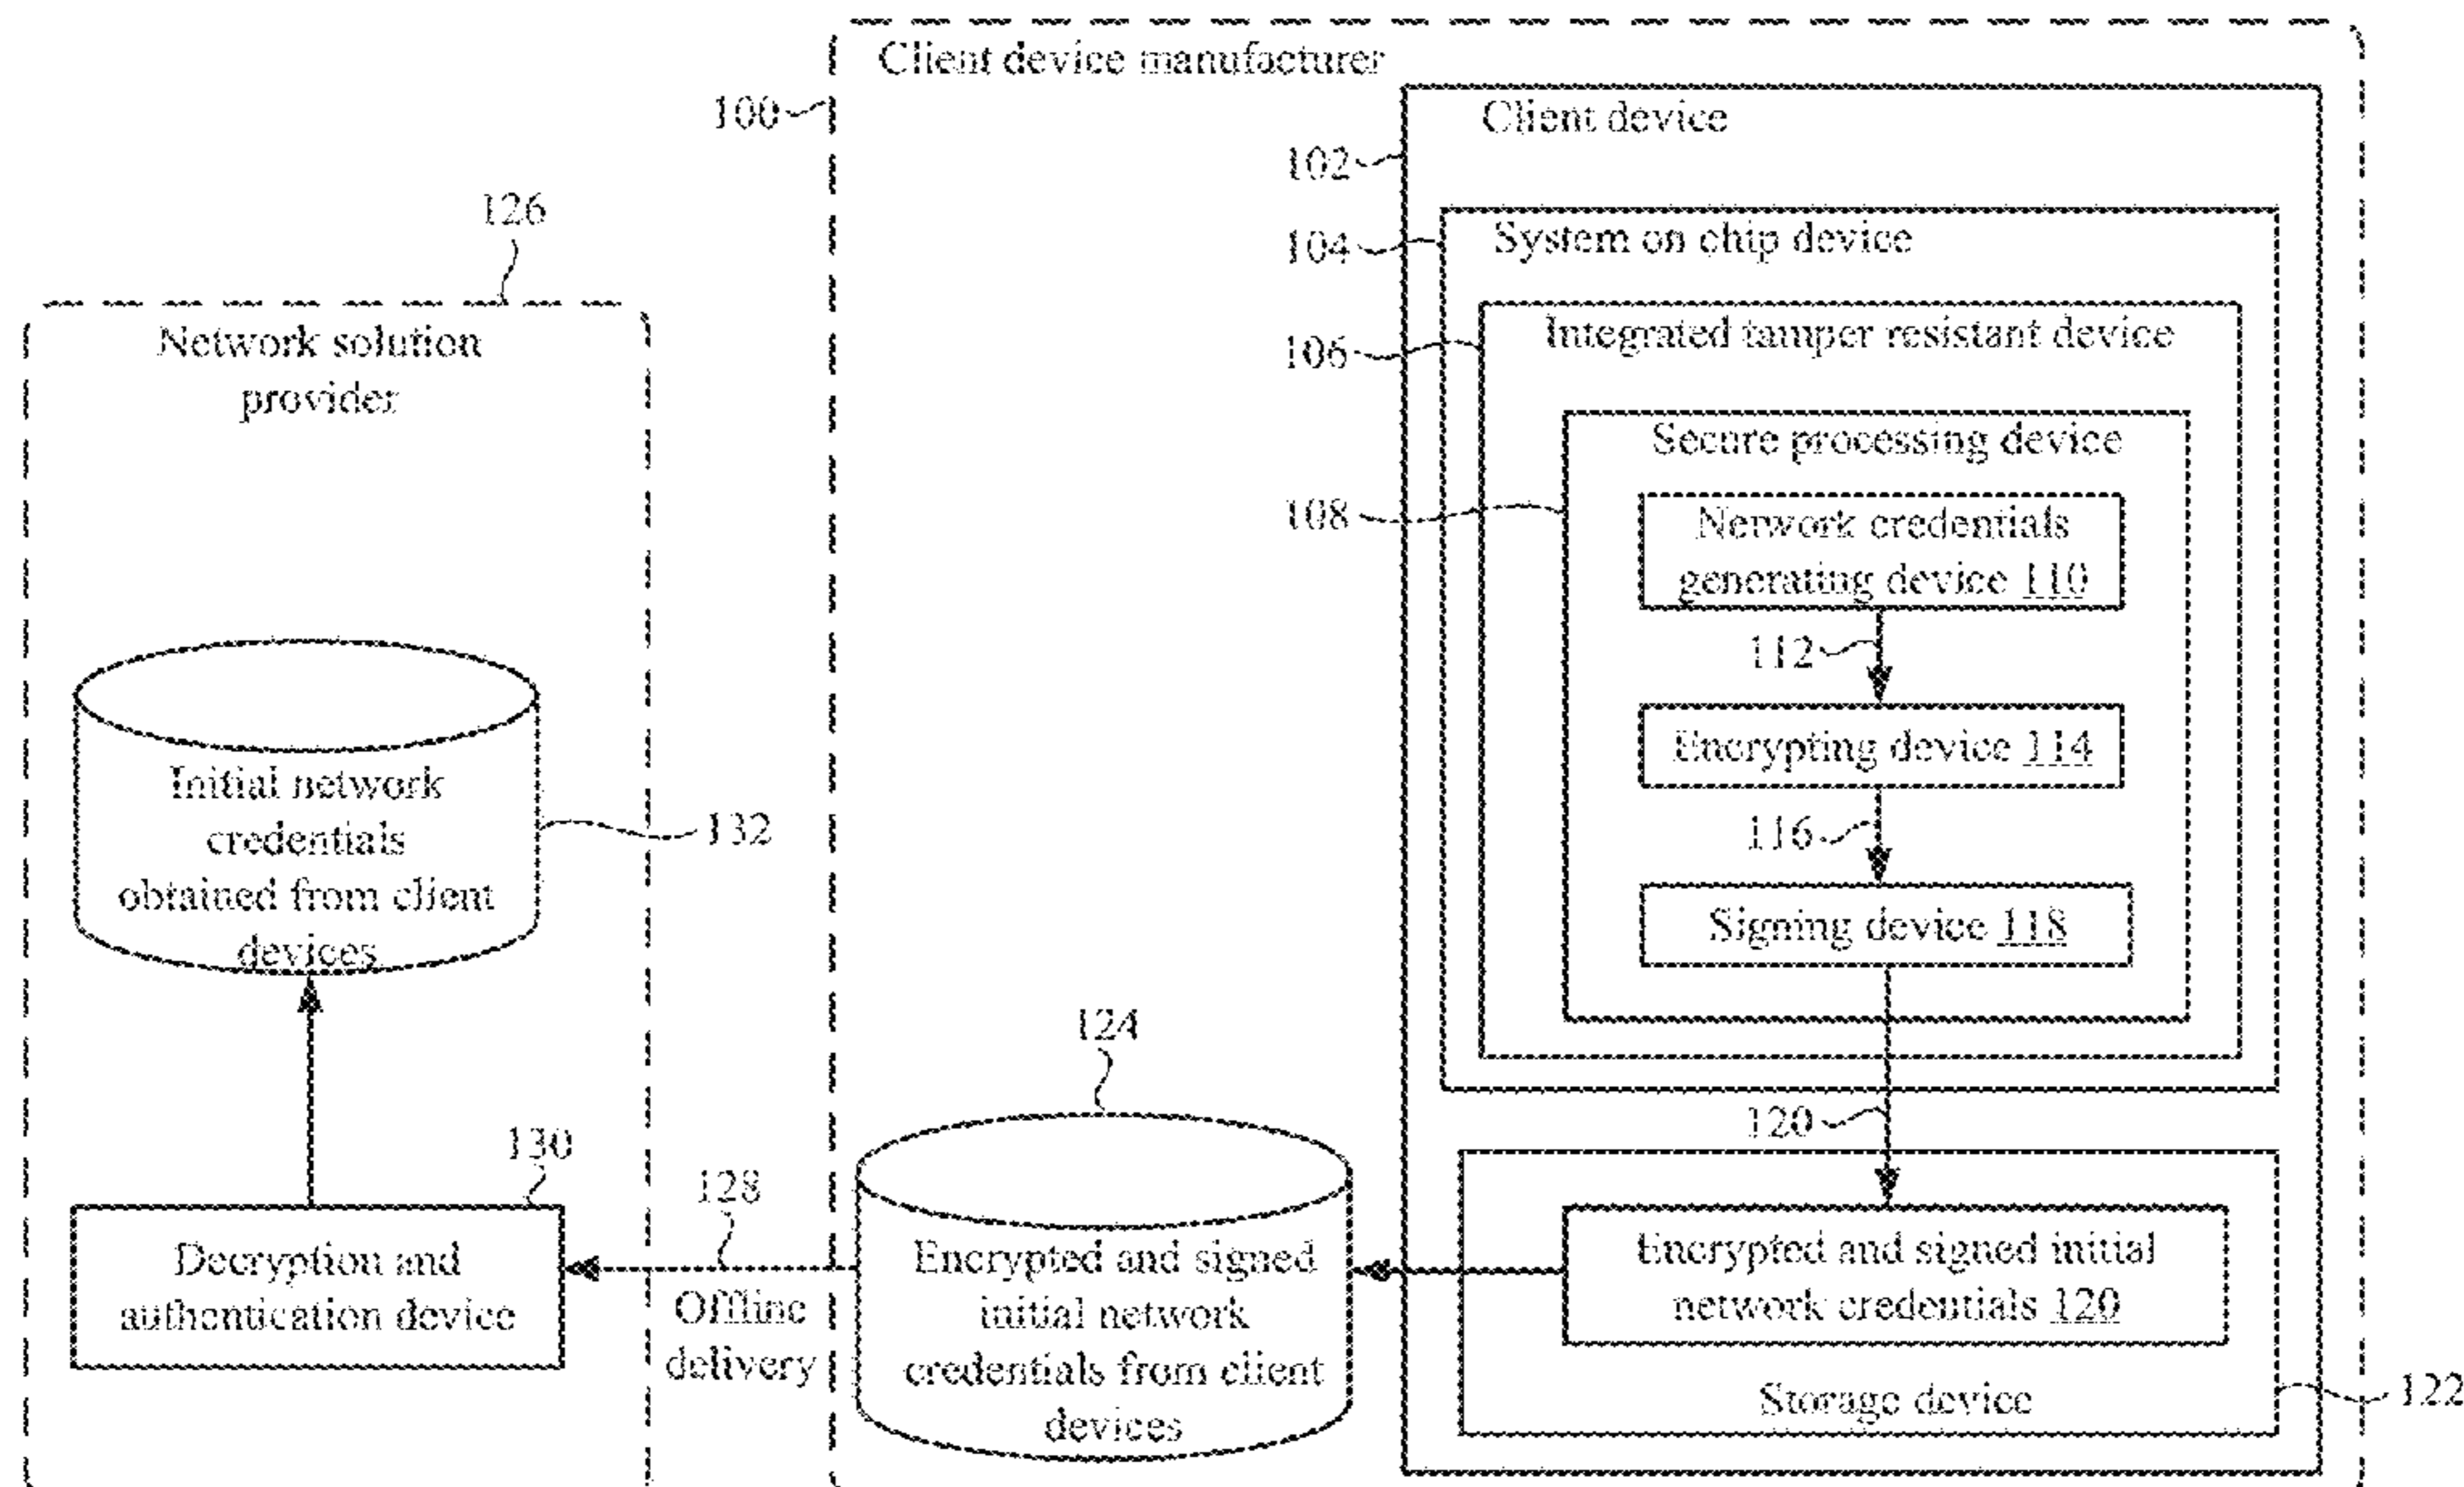 Client device manufacturer
100
Client device
102
126
104
System on chip device
Network solution
provider
106
Integrated tamper resistant device
Secure processing device
108
Network credentials
generating device 110
112
Encrypting device 114
116
Signing device 118
Initial network
credentials
obtained from client
devices
132
124
120
130
128
Decryption and
authentication device
Offline
delivery
Encrypted and signed
initial network
credentials from client
devices
Encrypted and signed initial
network credentials 120
Storage device
122